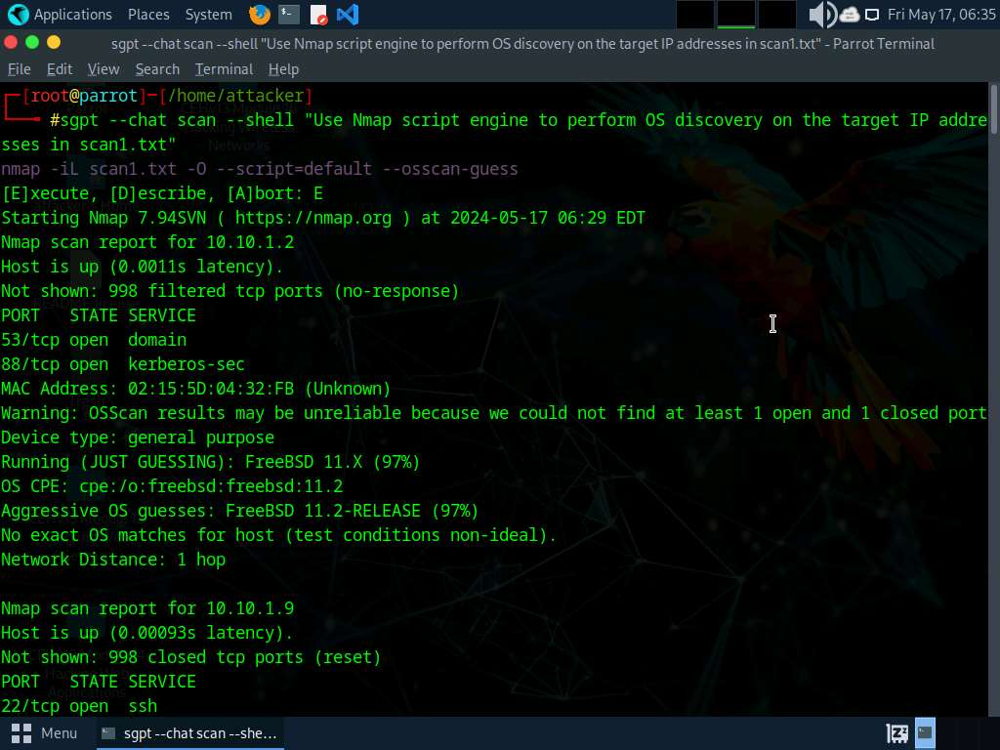 Applications Places System Fri May 17, 06:35
sgpt --chat scan --shell "Use Nmap script engine to perform OS discovery on the target IP addresses in scan1.txt" - Parrot Terminal
File Edit View Search Terminal Help
┌─[root@parrot]─[/home/attacker]
└──╼ #sgpt --chat scan --shell "Use Nmap script engine to perform OS discovery on the target IP addre
sses in scan1.txt"
nmap -iL scan1.txt -O --script=default --osscan-guess
[E]xecute, [D]escribe, [A]bort: E
Starting Nmap 7.94SVN ( https://nmap.org ) at 2024-05-17 06:29 EDT
Nmap scan report for 10.10.1.2
Host is up (0.0011s latency).
Not shown: 998 filtered tcp ports (no-response)
PORT   STATE SERVICE
53/tcp open  domain
88/tcp open  kerberos-sec
MAC Address: 02:15:5D:04:32:FB (Unknown)
Warning: OSScan results may be unreliable because we could not find at least 1 open and 1 closed port
Device type: general purpose
Running (JUST GUESSING): FreeBSD 11.X (97%)
OS CPE: cpe:/o:freebsd:freebsd:11.2
Aggressive OS guesses: FreeBSD 11.2-RELEASE (97%)
No exact OS matches for host (test conditions non-ideal).
Network Distance: 1 hop
Nmap scan report for 10.10.1.9
Host is up (0.00093s latency).
Not shown: 998 closed tcp ports (reset)
PORT   STATE SERVICE
22/tcp open  ssh
Menu sgpt --chat scan --she...